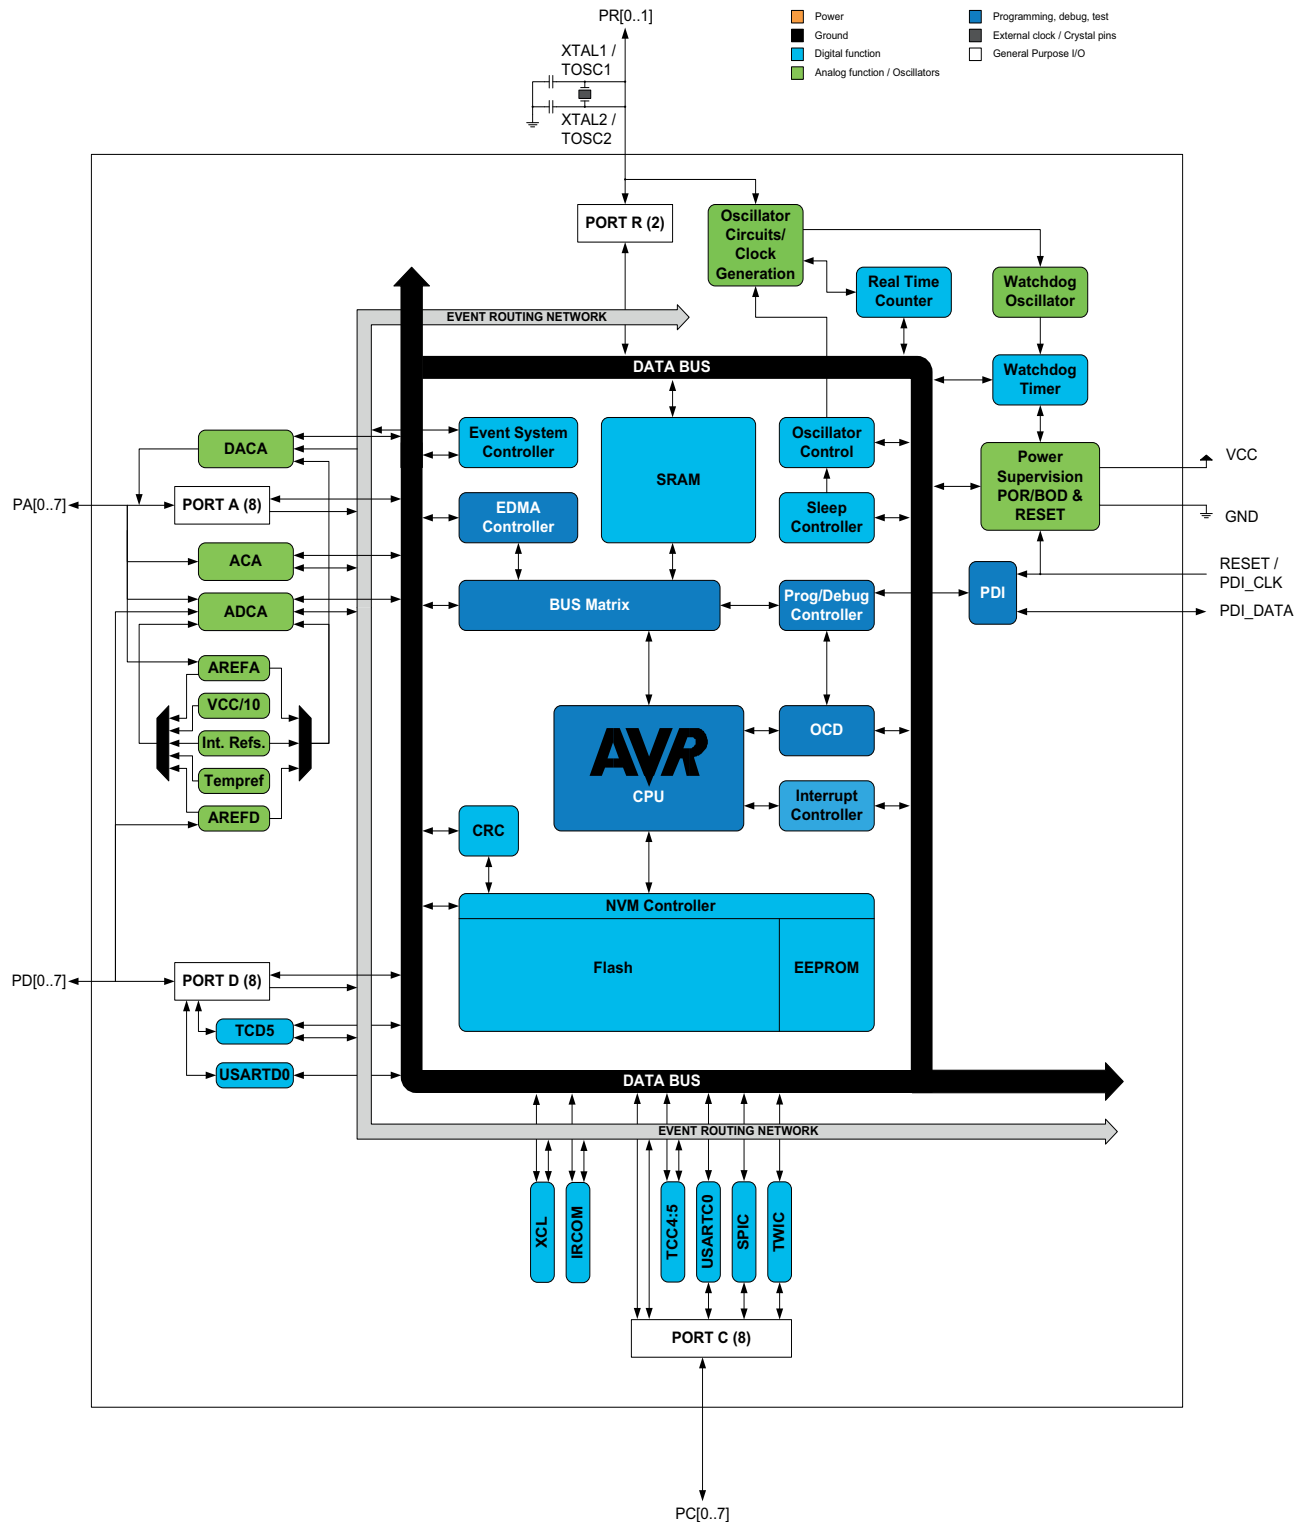 PR[0..1]
Power
Ground
Digital function
Analog function / Oscillators
Programming, debug, test
External clock / Crystal pins
General Purpose I/O
XTAL1 /
TOSC1
XTAL2 /
TOSC2
PORT R (2)
Oscillator
Circuits/
Clock
Generation
Real Time
Counter
Watchdog
Oscillator
EVENT ROUTING NETWORK
DATA BUS
Watchdog
Timer
DACA
Event System
Controller
SRAM
Oscillator
Control
Power
Supervision
POR/BOD &
RESET
VCC
GND
PA[0..7]
PORT A (8)
EDMA
Controller
Sleep
Controller
ACA
RESET /
PDI_CLK
PDI_DATA
ADCA
BUS Matrix
Prog/Debug
Controller
PDI
AREFA
VCC/10
Int. Refs.
Tempref
AREFD
AVR
CPU
OCD
Interrupt
Controller
CRC
NVM Controller
Flash
EEPROM
PD[0..7]
PORT D (8)
TCD5
USARTD0
DATA BUS
EVENT ROUTING NETWORK
XCL
IRCOM
TCC4:5
USARTC0
SPIC
TWIC
PORT C (8)
PC[0..7]